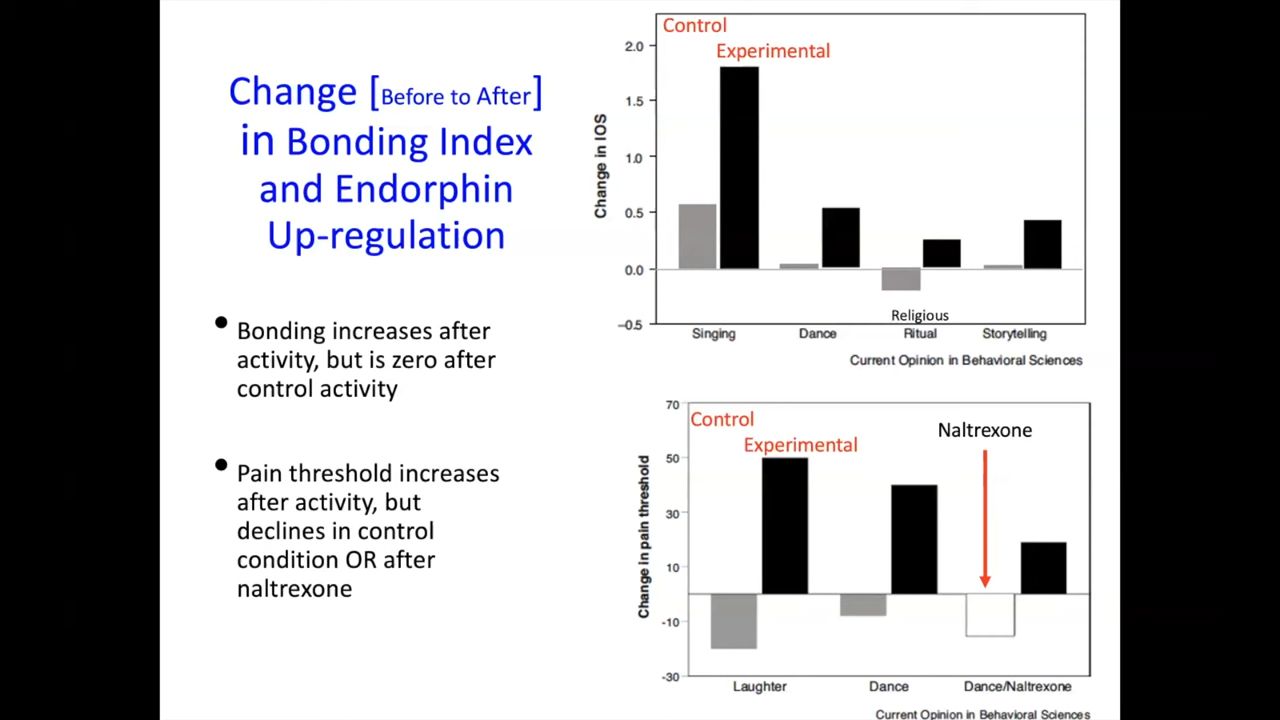 Change [Before to After]
in Bonding Index
and Endorphin
Up-regulation
• Bonding increases after
activity, but is zero after
control activity
• Pain threshold increases
after activity, but
declines in control
condition OR after
naltrexone
Control
Experimental
Change in IOS
2.0
1.5
1.0
0.5
0.0
–0.5
Religious
Singing Dance Ritual Storytelling
Current Opinion in Behavioral Sciences
Control
Experimental
Naltrexone
Change in pain threshold
70
50
30
10
-10
-30
Laughter Dance Dance/Naltrexone
Current Opinion in Behavioral Sciences